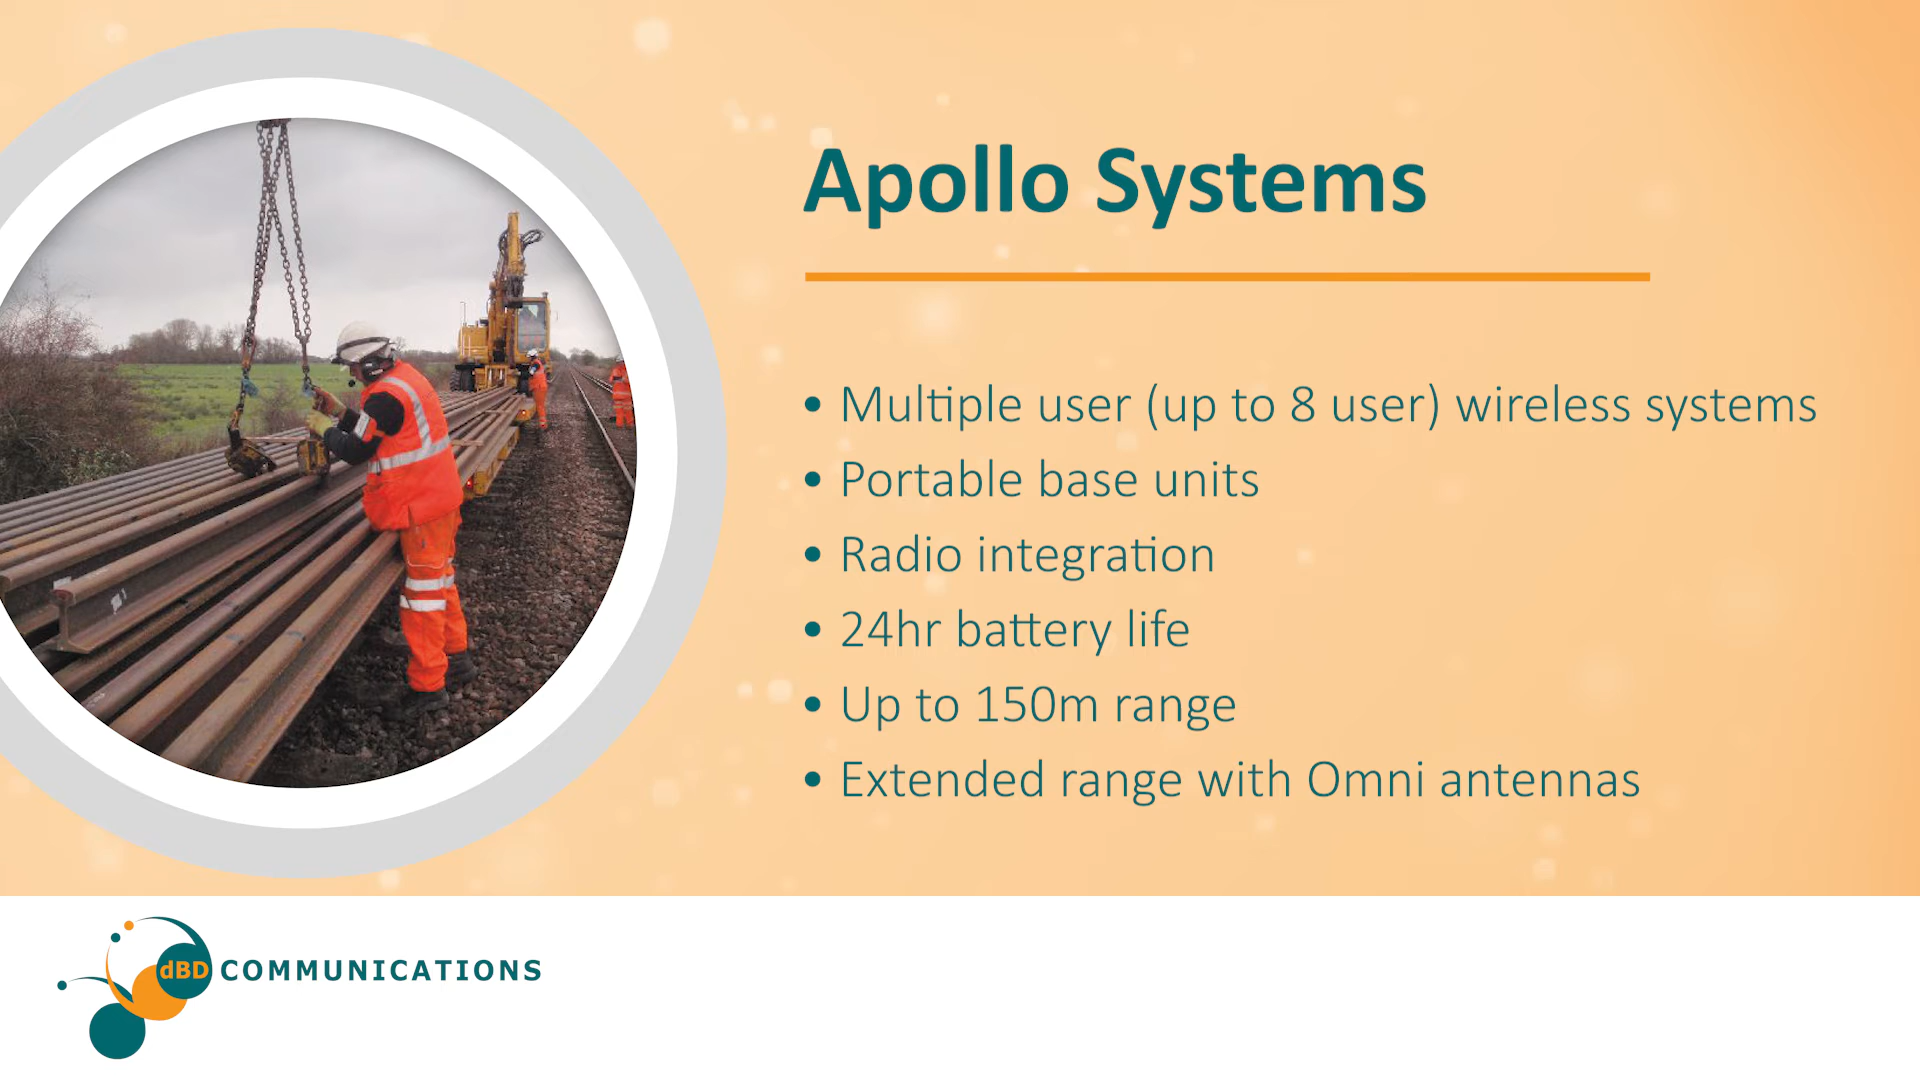 Apollo Systems
• Multiple user (up to 8 user) wireless systems
• Portable base units
• Radio integration
• 24hr battery life
• Up to 150m range
• Extended range with Omni antennas
dBD COMMUNICATIONS